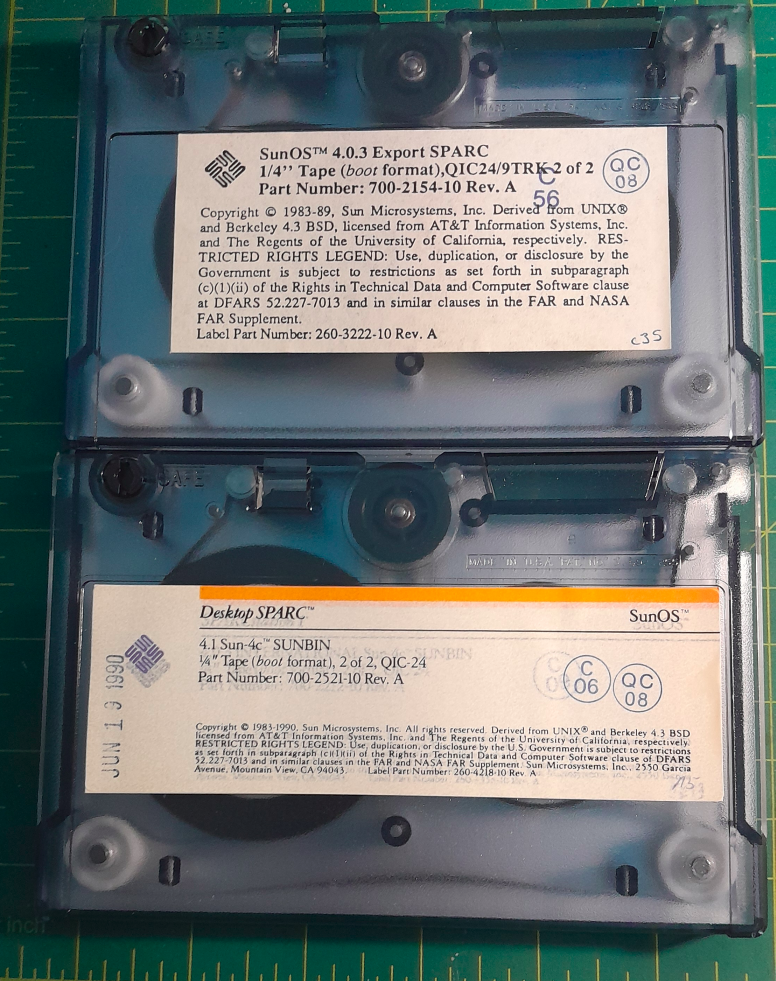 SAFE
MADE IN U.S.A. PAT. NO.
SunOS™ 4.0.3 Export SPARC
1/4’’ Tape (boot format),QIC24/9TRK 2 of 2
Part Number: 700-2154-10 Rev. A
C
56
QC
08
Copyright © 1983-89, Sun Microsystems, Inc. Derived from UNIX®
and Berkeley 4.3 BSD, licensed from AT&T Information Systems, Inc.
and The Regents of the University of California, respectively. RES-
TRICTED RIGHTS LEGEND: Use, duplication, or disclosure by the
Government is subject to restrictions as set forth in subparagraph
(c)(1)(ii) of the Rights in Technical Data and Computer Software clause
at DFARS 52.227-7013 and in similar clauses in the FAR and NASA
FAR Supplement.
Label Part Number: 260-3222-10 Rev. A
c35
SAFE
MADE IN U.S.A. PAT. NO.
Desktop SPARC™
SunOS™
4.1 Sun-4c™ SUNBIN
¼″ Tape (boot format), 2 of 2, QIC-24
Part Number: 700-2521-10 Rev. A
JUN 19 1990
C
06
QC
08
Copyright © 1983-1990, Sun Microsystems, Inc. All rights reserved. Derived from UNIX® and Berkeley 4.3 BSD
licensed from AT&T Information Systems, Inc. and The Regents of the University of California, respectively.
RESTRICTED RIGHTS LEGEND: Use, duplication, or disclosure by the U.S. Government is subject to restrictions
as set forth in subparagraph (c)(1)(ii) of the Rights in Technical Data and Computer Software clause of DFARS
52.227-7013 and in similar clauses in the FAR and NASA FAR Supplement. Sun Microsystems, Inc., 2550 Garcia
Avenue, Mountain View, CA 94043. Label Part Number: 260-4218-10 Rev. A
inch